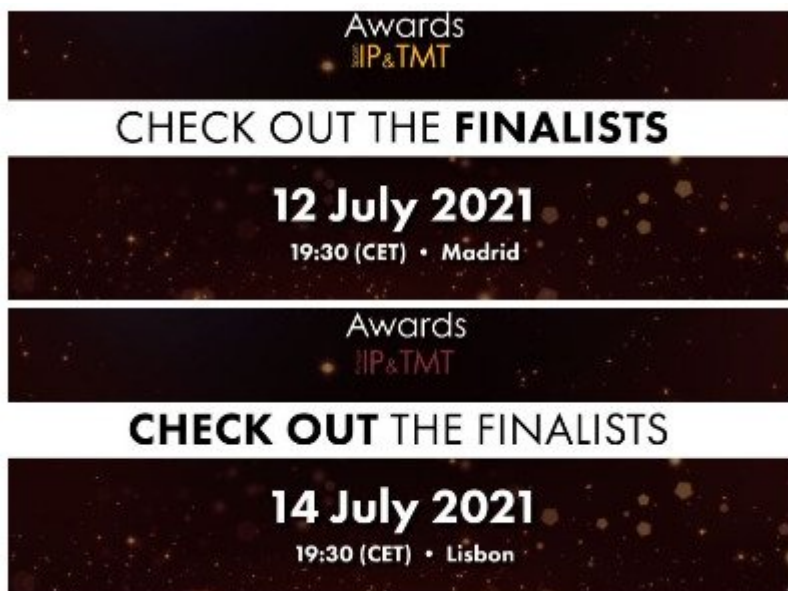 Awards
Spain
IP&TMT
CHECK OUT THE FINALISTS
12 July 2021
19:30 (CET) • Madrid
Awards
IP&TMT
CHECK OUT THE FINALISTS
14 July 2021
19:30 (CET) • Lisbon